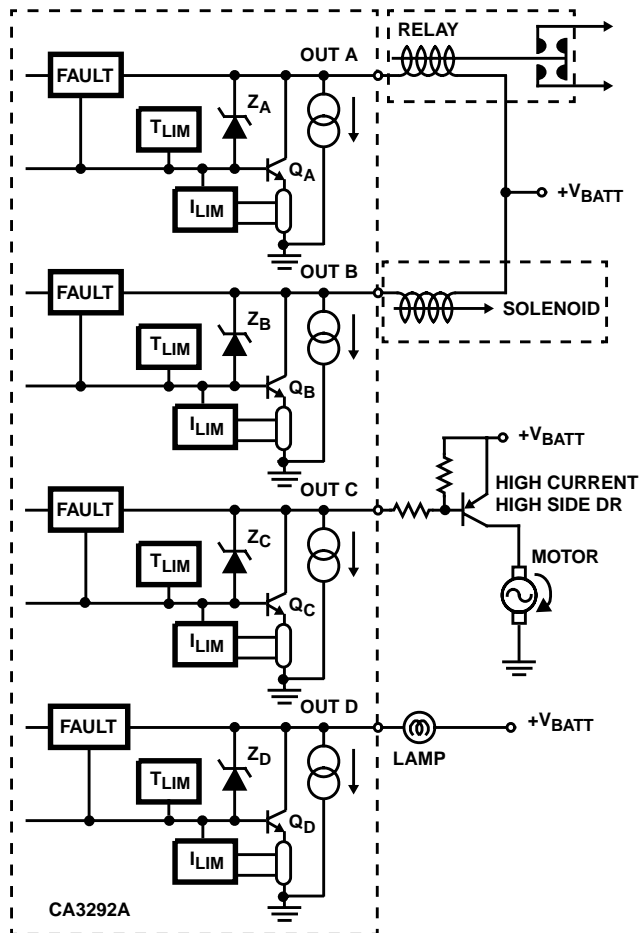 RELAY
OUT A
FAULT
Z_A
T_LIM
Q_A
I_LIM
+V_BATT
OUT B
FAULT
SOLENOID
Z_B
T_LIM
Q_B
I_LIM
+V_BATT
OUT C
HIGH CURRENT
HIGH SIDE DR
FAULT
Z_C
T_LIM
MOTOR
Q_C
I_LIM
OUT D
FAULT
+V_BATT
Z_D
LAMP
T_LIM
Q_D
I_LIM
CA3292A